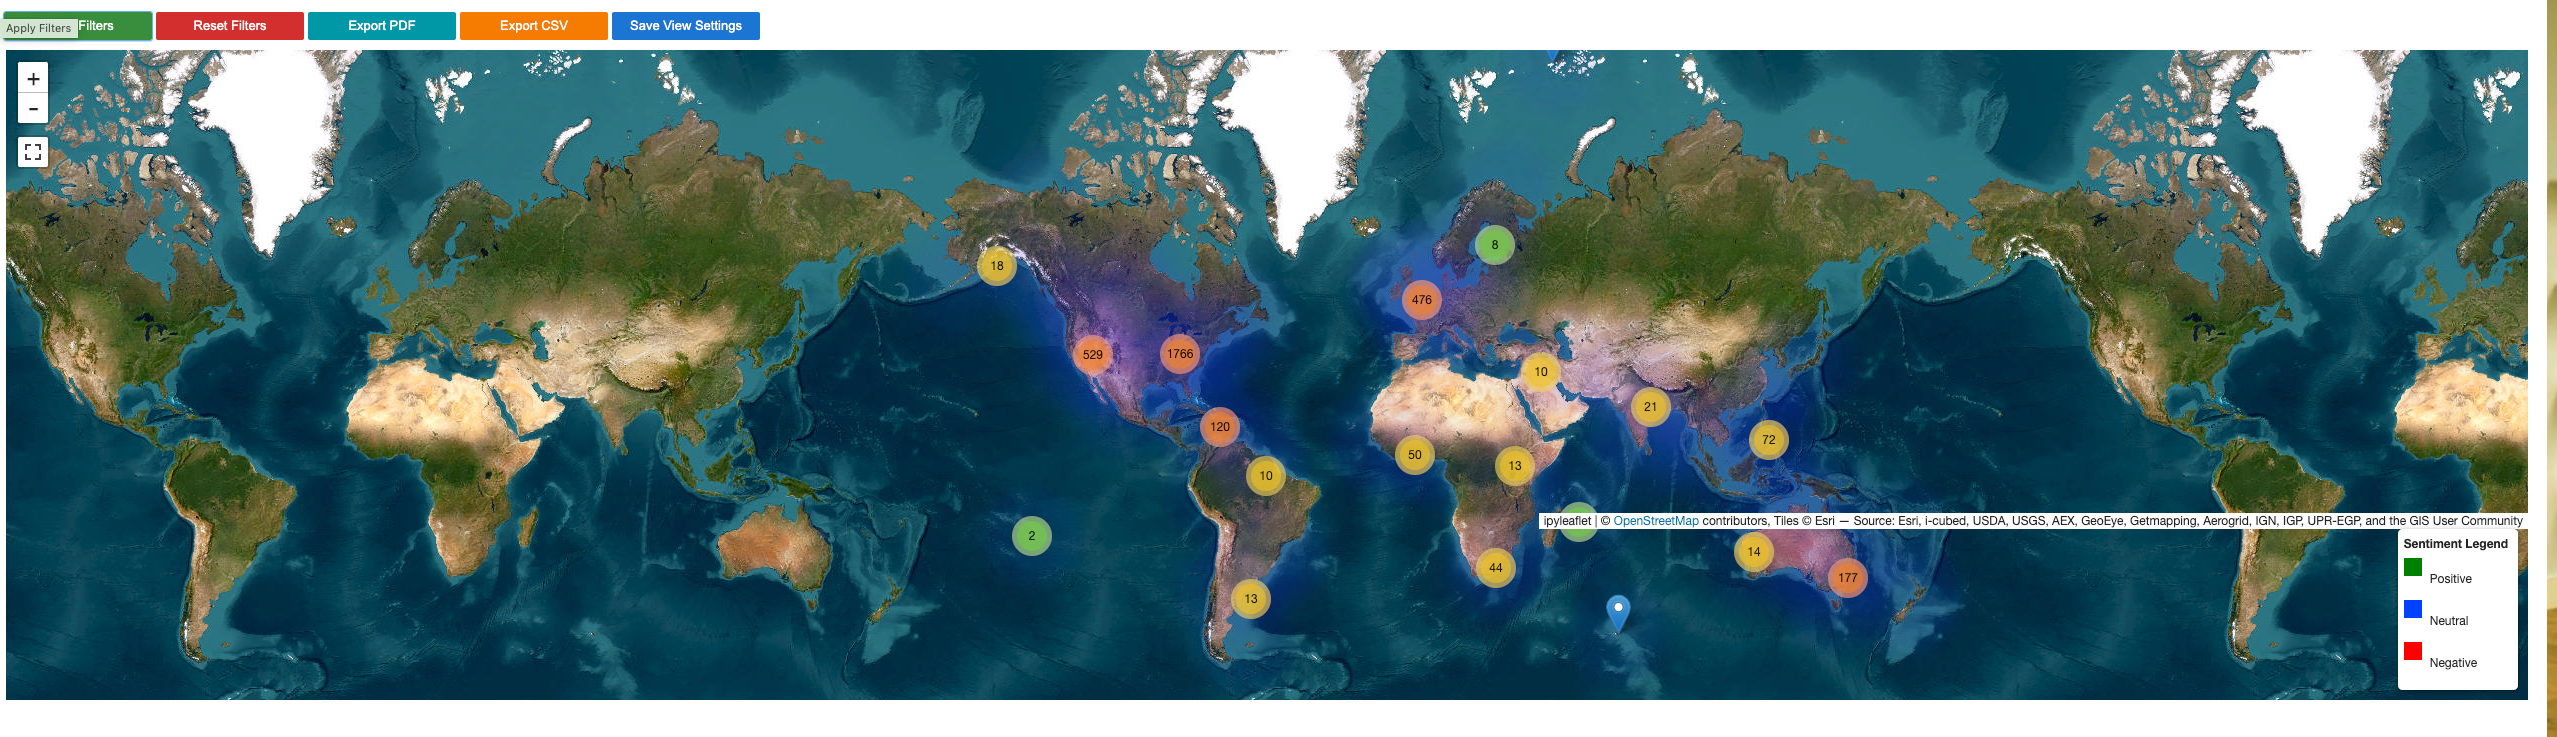 Filters
Apply Filters
Reset Filters
Export PDF
Export CSV
Save View Settings
+
-
8
18
476
529
1766
10
21
120
72
50
13
10
2
ipyleaflet | © OpenStreetMap contributors, Tiles © Esri — Source: Esri, i-cubed, USDA, USGS, AEX, GeoEye, Getmapping, Aerogrid, IGN, IGP, UPR-EGP, and the GIS User Community
14
44
177
13
Sentiment Legend
Positive
Neutral
Negative